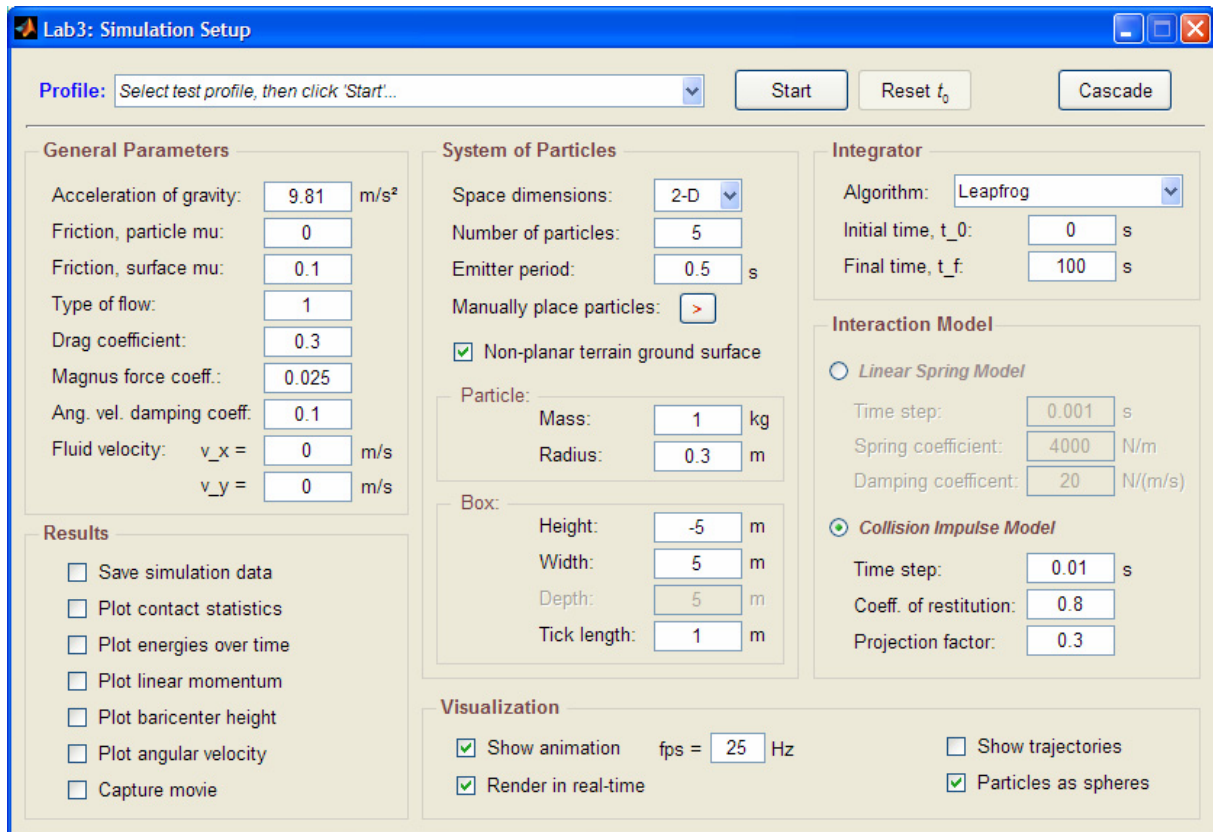 Lab3: Simulation Setup
Profile: Select test profile, then click 'Start'... Start Reset t₀ Cascade
General Parameters
Acceleration of gravity: 9.81 m/s²
Friction, particle mu: 0
Friction, surface mu: 0.1
Type of flow: 1
Drag coefficient: 0.3
Magnus force coeff.: 0.025
Ang. vel. damping coeff: 0.1
Fluid velocity: v_x = 0 m/s
v_y = 0 m/s
Results
Save simulation data
Plot contact statistics
Plot energies over time
Plot linear momentum
Plot baricenter height
Plot angular velocity
Capture movie
System of Particles
Space dimensions: 2-D
Number of particles: 5
Emitter period: 0.5 s
Manually place particles: >
Non-planar terrain ground surface
Particle:
Mass: 1 kg
Radius: 0.3 m
Box:
Height: -5 m
Width: 5 m
Depth: 5 m
Tick length: 1 m
Integrator
Algorithm: Leapfrog
Initial time, t_0: 0 s
Final time, t_f: 100 s
Interaction Model
Linear Spring Model
Time step: 0.001 s
Spring coefficient: 4000 N/m
Damping coefficent: 20 N/(m/s)
Collision Impulse Model
Time step: 0.01 s
Coeff. of restitution: 0.8
Projection factor: 0.3
Visualization
Show animation fps = 25 Hz Show trajectories
Render in real-time Particles as spheres